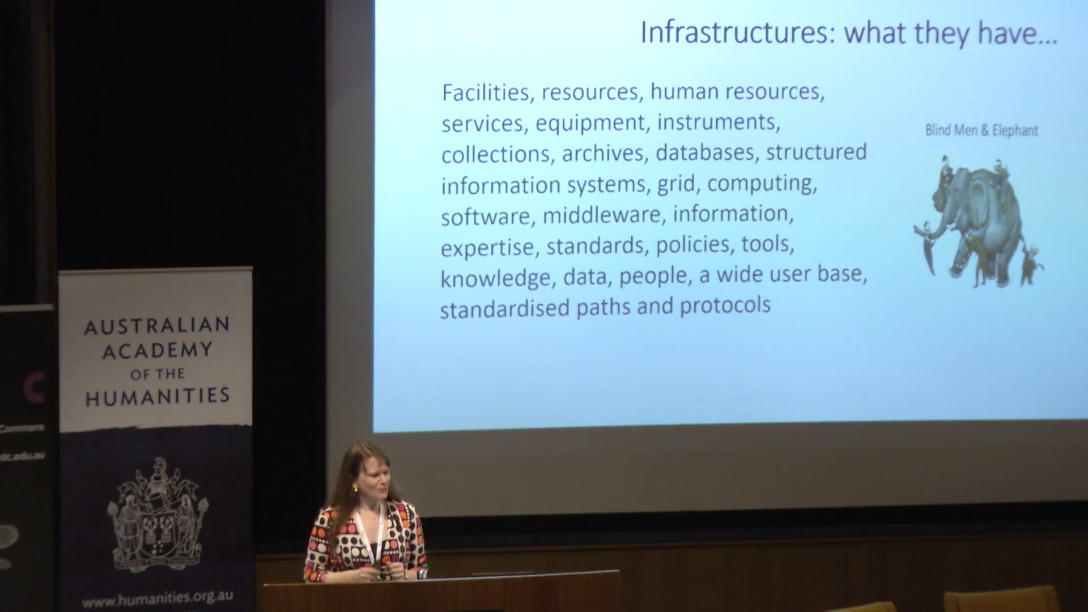 Infrastructures: what they have...
Facilities, resources, human resources,
services, equipment, instruments,
collections, archives, databases, structured
information systems, grid, computing,
software, middleware, information,
expertise, standards, policies, tools,
knowledge, data, people, a wide user base,
standardised paths and protocols
Blind Men & Elephant
AUSTRALIAN
ACADEMY
OF THE
HUMANITIES
www.humanities.org.au
C
Commons
dc.edu.au